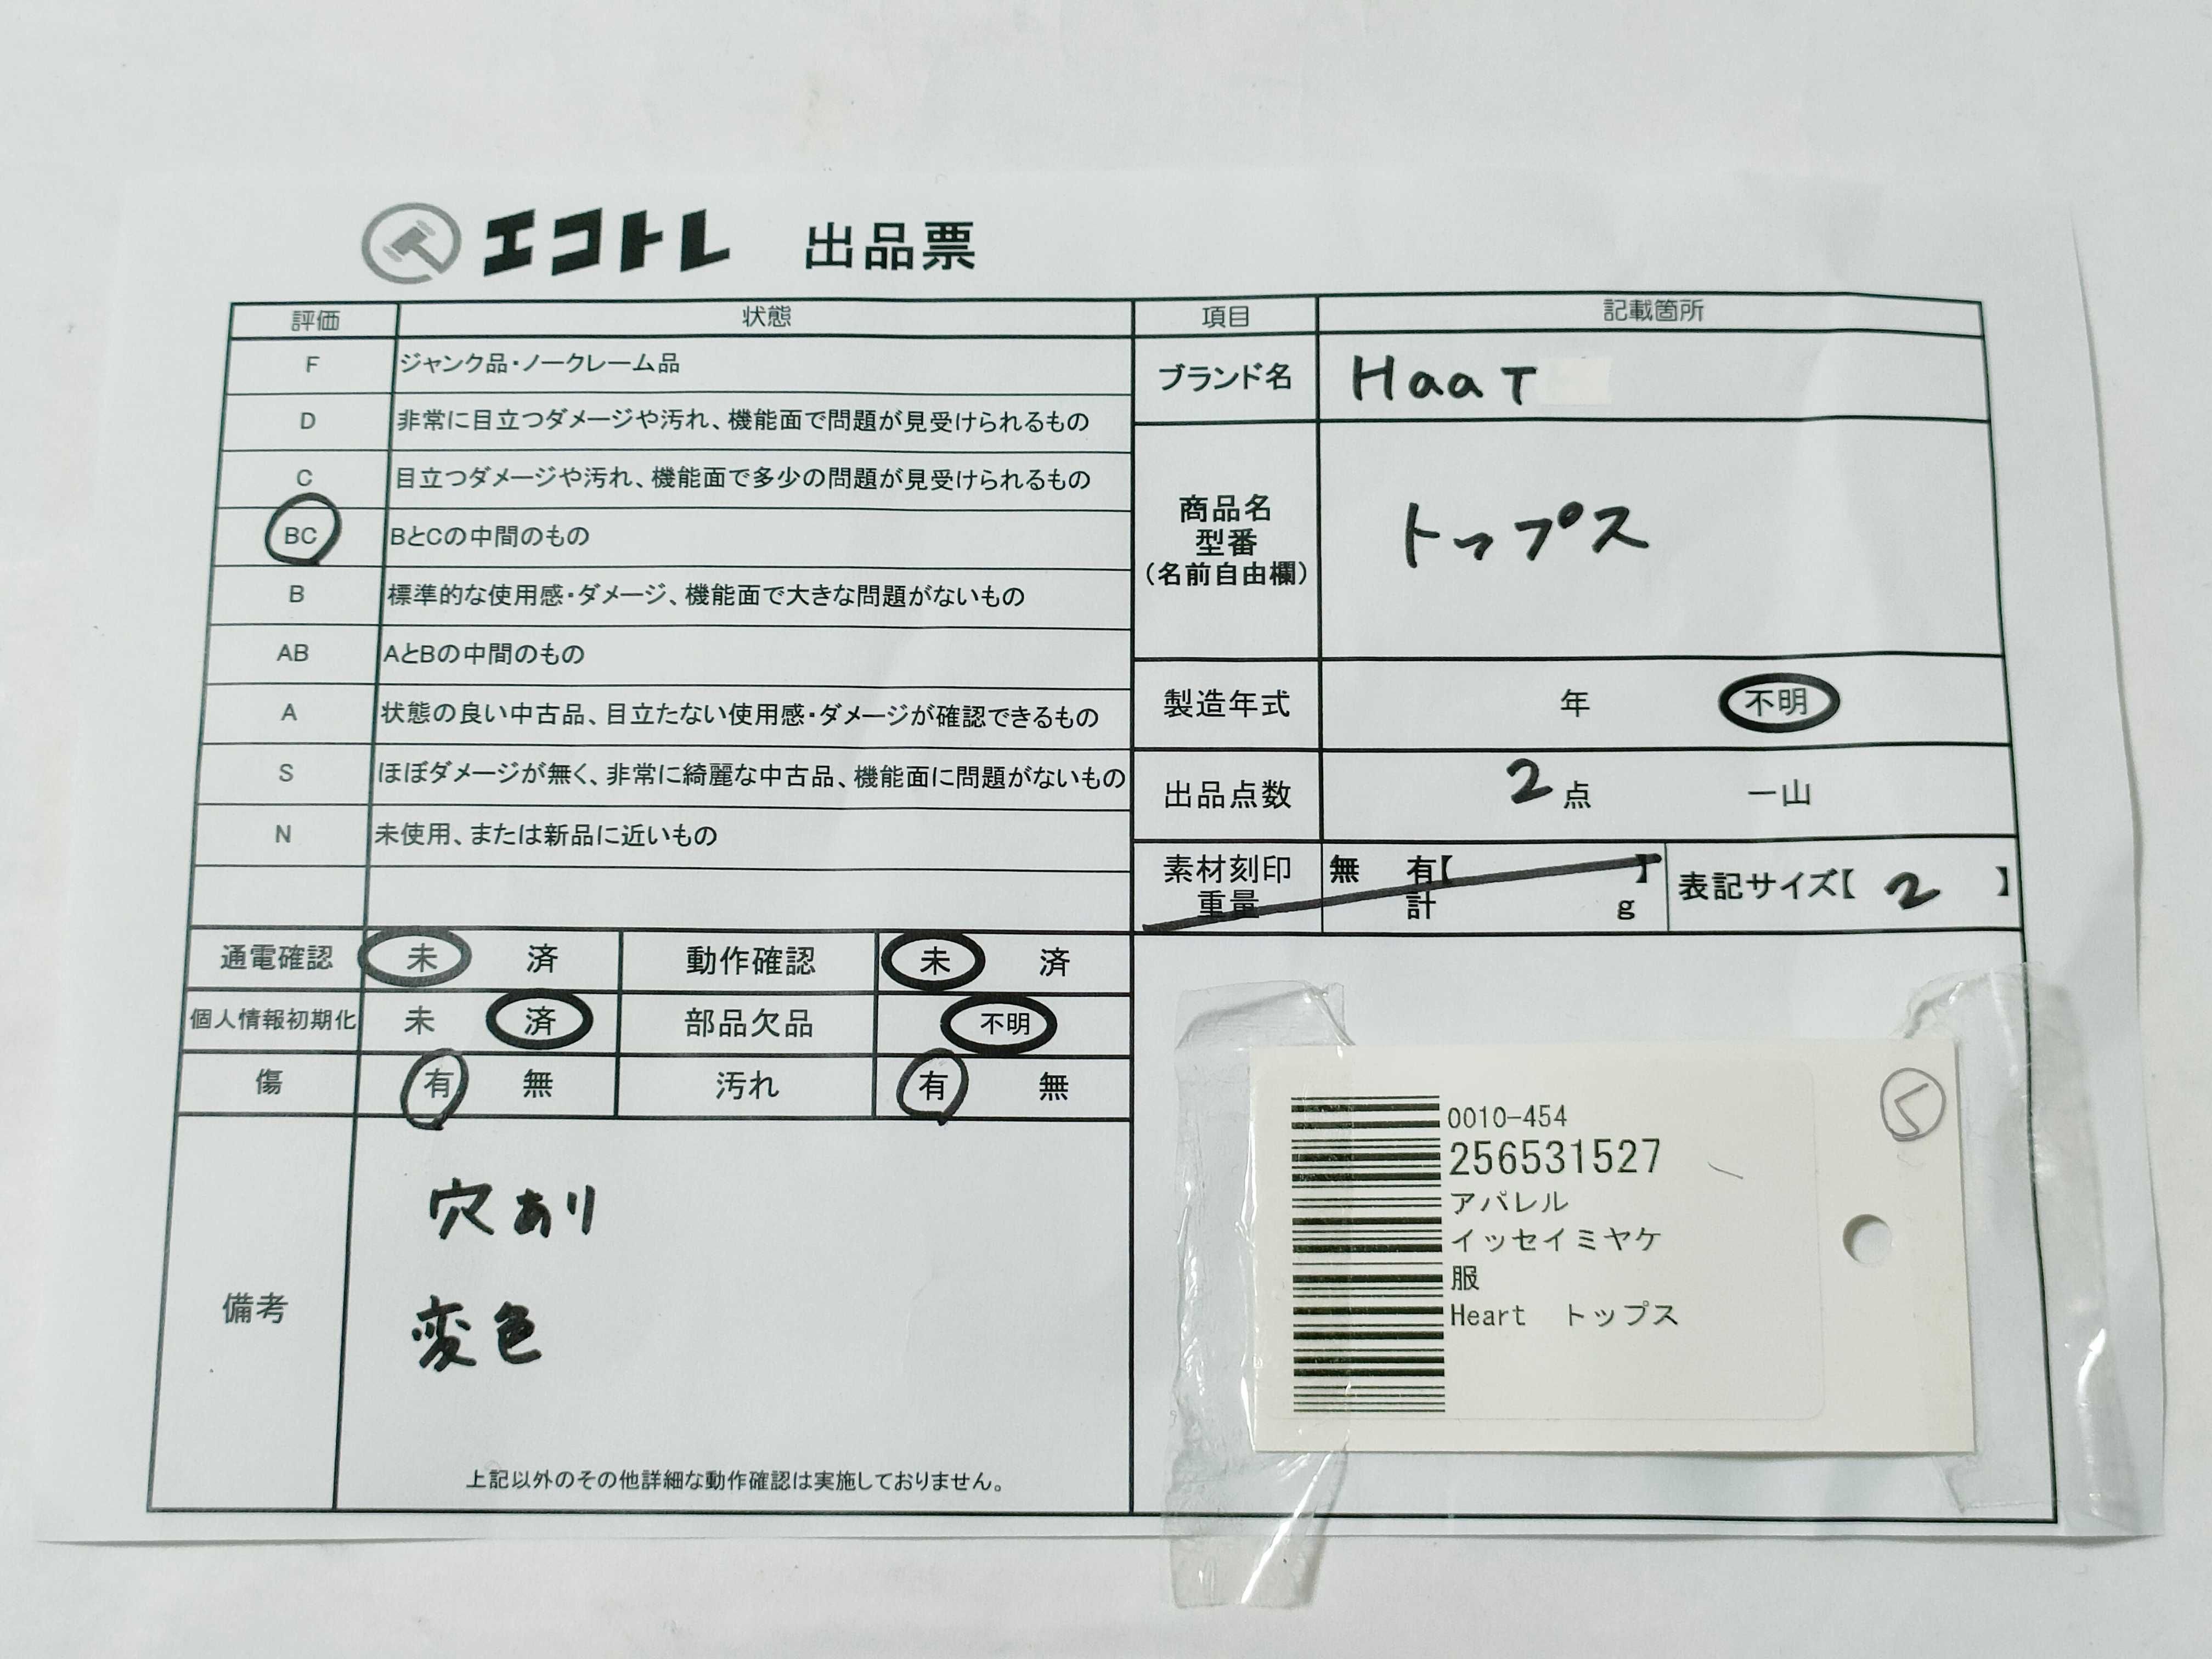 エコトレ 出品票
評価 状態
F ジャンク品・ノークレーム品
D 非常に目立つダメージや汚れ、機能面で問題が見受けられるもの
C 目立つダメージや汚れ、機能面で多少の問題が見受けられるもの
BC BとCの中間のもの
B 標準的な使用感・ダメージ、機能面で大きな問題がないもの
AB AとBの中間のもの
A 状態の良い中古品、目立たない使用感・ダメージが確認できるもの
S ほぼダメージが無く、非常に綺麗な中古品、機能面に問題がないもの
N 未使用、または新品に近いもの
通電確認 未 済 動作確認 未 済
個人情報初期化 未 済 部品欠品 不明
傷 有 無 汚れ 有 無
備考
穴あり
変色
上記以外のその他詳細な動作確認は実施しておりません。
項目 記載箇所
ブランド名 HaaT
商品名
型番
(名前自由欄)
トップス
製造年式 年 不明
出品点数 2点 一山
素材刻印 無 有【 】
重量 計 g
表記サイズ【 2 】
0010-454
256531527
アパレル
イッセイミヤケ
服
Heart トップス